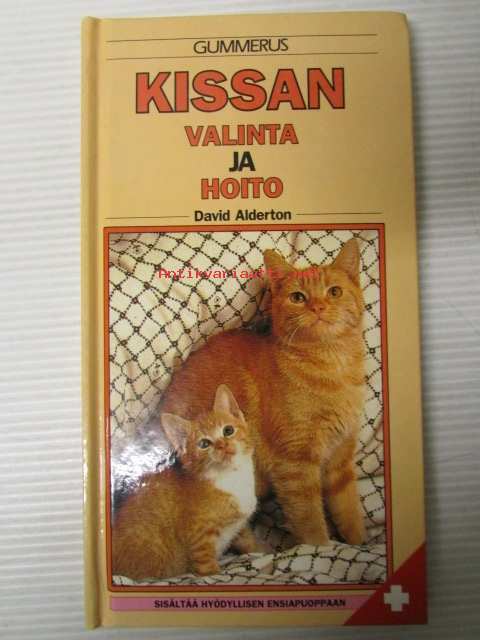 GUMMERUS
KISSAN
VALINTA
JA
HOITO
David Alderton
Antikvariaatti.net
SISÄLTÄÄ HYÖDYLLISEN ENSIAPUOPPAAN